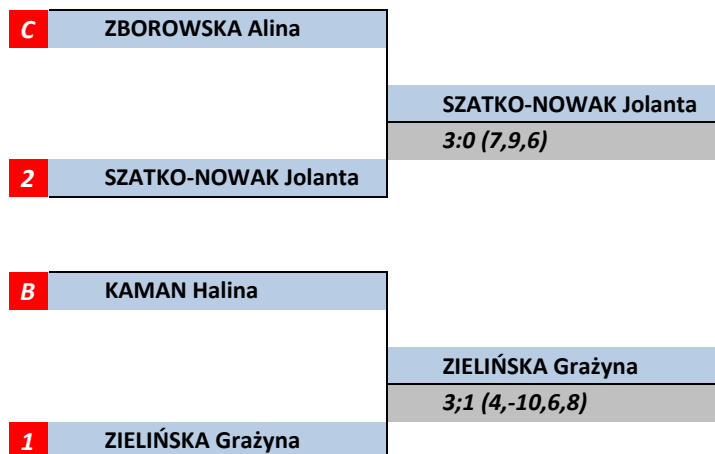 C ZBOROWSKA Alina
SZATKO-NOWAK Jolanta
3:0 (7,9,6)
2 SZATKO-NOWAK Jolanta
B KAMAN Halina
ZIELIŃSKA Grażyna
3;1 (4,-10,6,8)
1 ZIELIŃSKA Grażyna